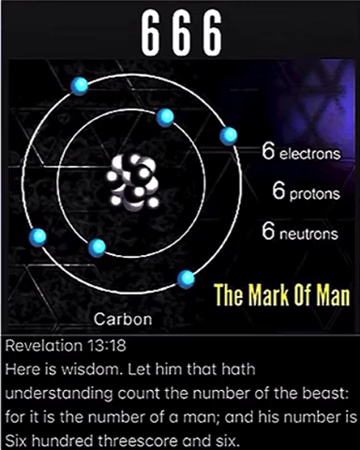 666
6 electrons
6 protons
6 neutrons
The Mark Of Man
Carbon
Revelation 13:18
Here is wisdom. Let him that hath
understanding count the number of the beast:
for it is the number of a man; and his number is
Six hundred threescore and six.